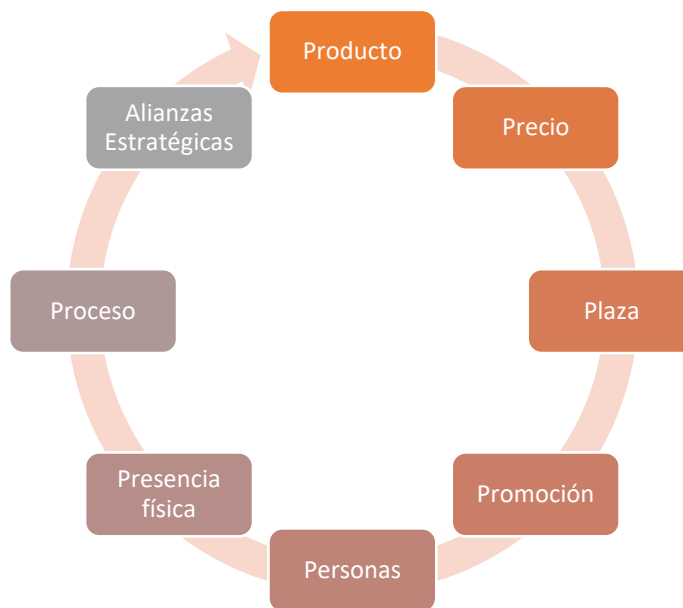 Producto
Precio
Plaza
Promoción
Personas
Presencia
física
Proceso
Alianzas
Estratégicas